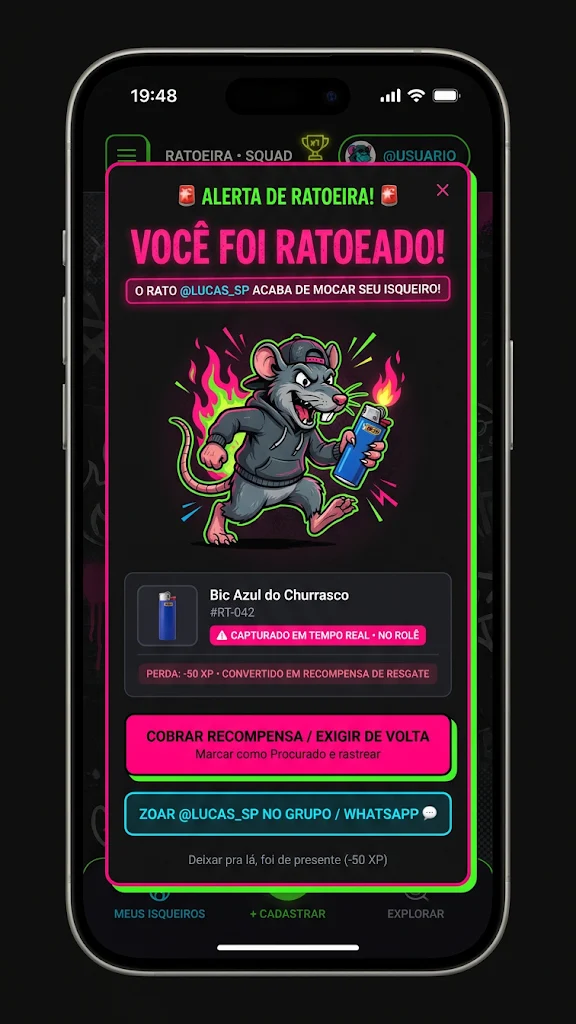 19:48
RATOEIRA • SQUAD
@USUARIO
🚨 ALERTA DE RATOEIRA! 🚨
VOCÊ FOI RATOEADO!
O RATO @LUCAS_SP ACABA DE MOCAR SEU ISQUEIRO!
Bic Azul do Churrasco
#RT-042
⚠ CAPTURADO EM TEMPO REAL • NO ROLÊ
PERDA: -50 XP • CONVERTIDO EM RECOMPENSA DE RESGATE
COBRAR RECOMPENSA / EXIGIR DE VOLTA
Marcar como Procurado e rastrear
ZOAR @LUCAS_SP NO GRUPO / WHATSAPP 💬
Deixar pra lá, foi de presente (-50 XP)
MEUS ISQUEIROS
+ CADASTRAR
EXPLORAR